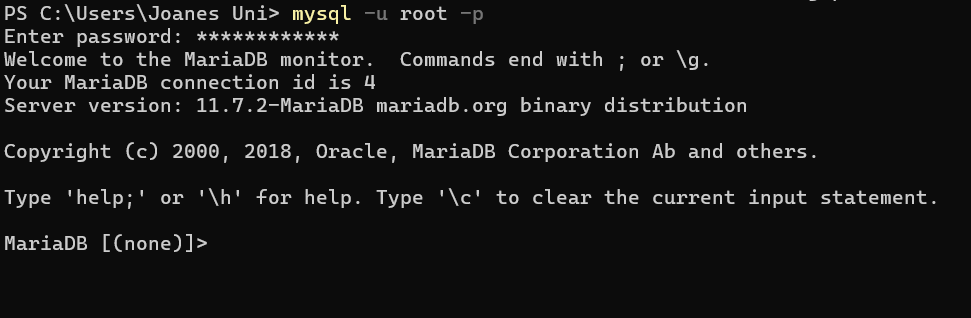 PS C:\Users\Joanes Uni> mysql -u root -p
Enter password: ************
Welcome to the MariaDB monitor.  Commands end with ; or \g.
Your MariaDB connection id is 4
Server version: 11.7.2-MariaDB mariadb.org binary distribution
Copyright (c) 2000, 2018, Oracle, MariaDB Corporation Ab and others.
Type 'help;' or '\h' for help. Type '\c' to clear the current input statement.
MariaDB [(none)]>